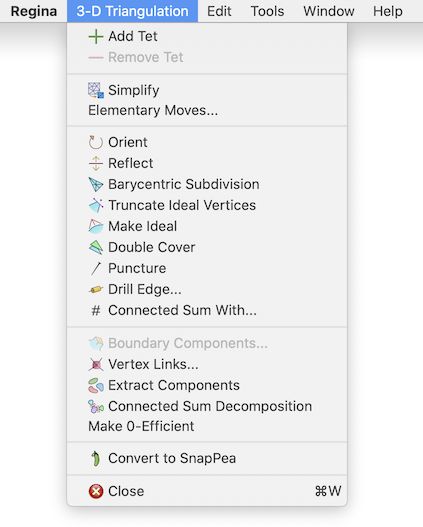 Regina 3-D Triangulation Edit Tools Window Help
Add Tet
Remove Tet
Simplify
Elementary Moves...
Orient
Reflect
Barycentric Subdivision
Truncate Ideal Vertices
Make Ideal
Double Cover
Puncture
Drill Edge...
# Connected Sum With...
Boundary Components...
Vertex Links...
Extract Components
Connected Sum Decomposition
Make 0-Efficient
Convert to SnapPea
Close ⌘W